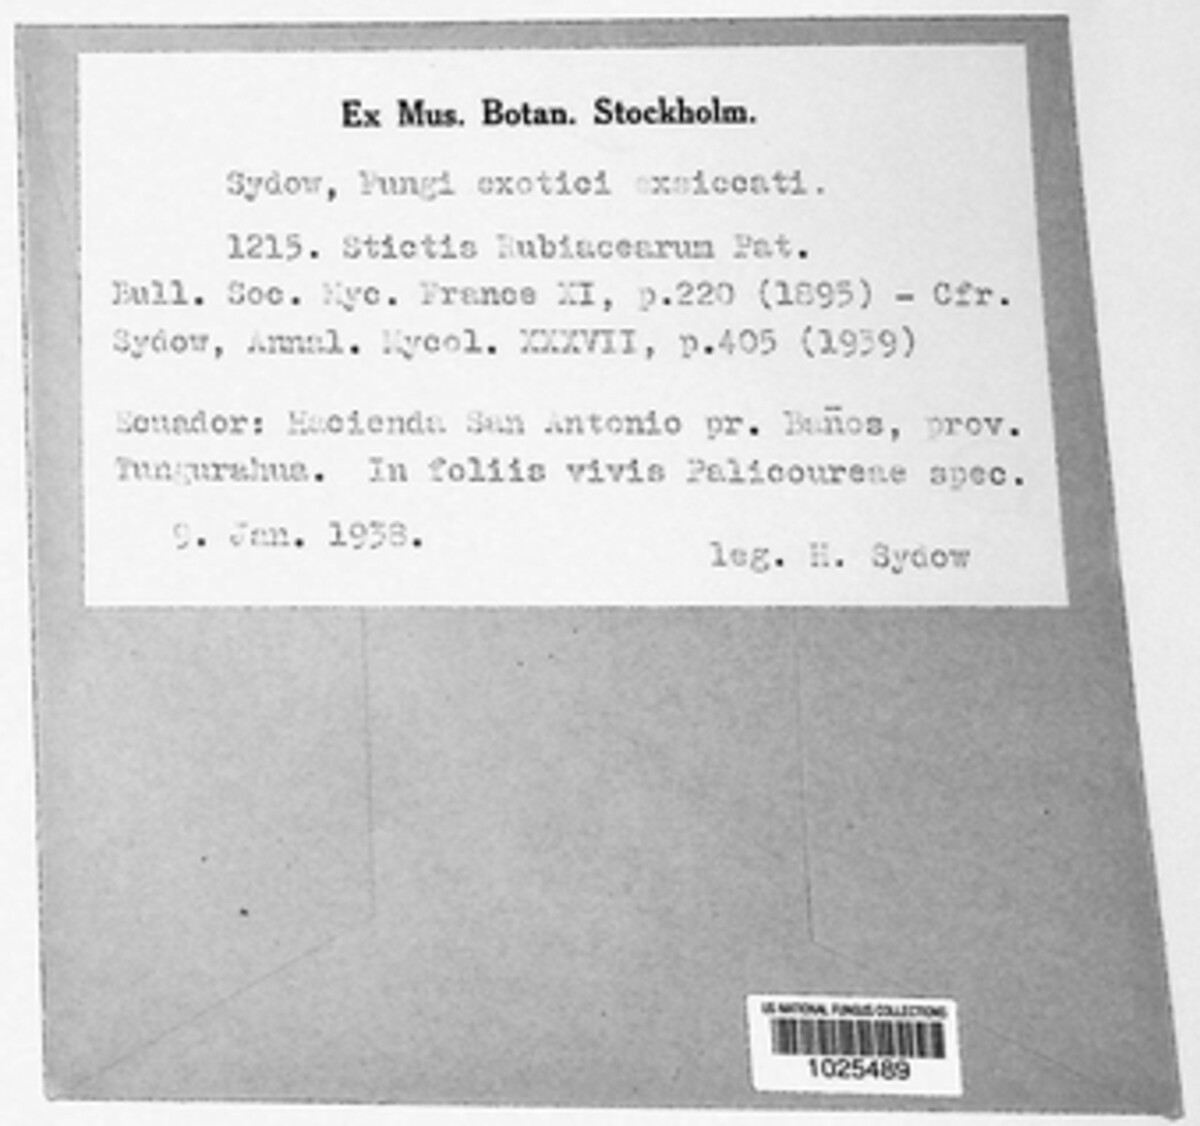 Ex Mus. Botan. Stockholm.
Sydow, Fungi exotici exsiccati.
1215. Stictis Rubiacearum Pat.
Bull. Soc. Myc. France XI, p.220 (1895) - Cfr.
Sydow, Annal. Mycol. XXXVII, p.405 (1939)
Ecuador: Hacienda San Antonio pr. Baños, prov.
Tungurahua. In foliis vivis Palicoureae spec.
9. Jan. 1938.
leg. H. Sydow
US NATIONAL FUNGUS COLLECTIONS
1025489